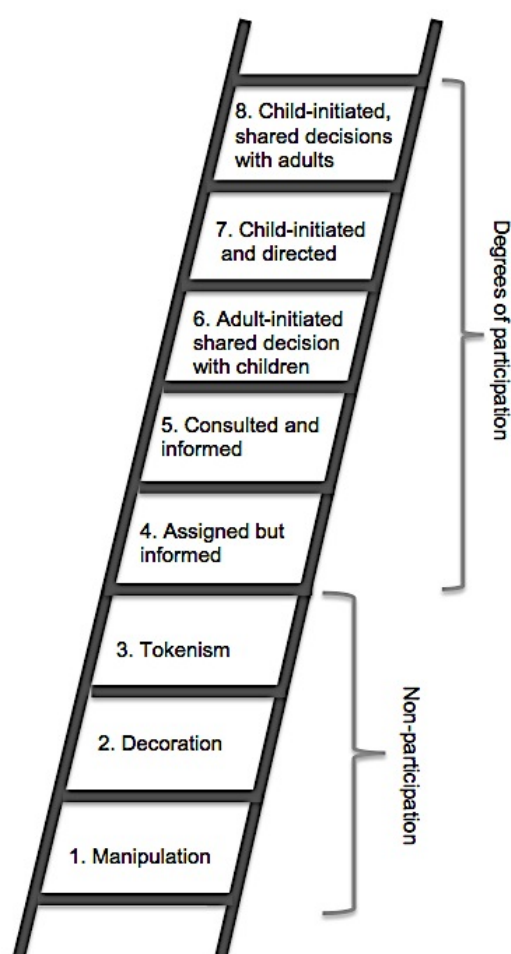 8. Child-initiated,
shared decisions
with adults
7. Child-initiated
and directed
6. Adult-initiated
shared decision
with children
5. Consulted and
informed
4. Assigned but
informed
3. Tokenism
2. Decoration
1. Manipulation
Degrees of participation
Non-participation